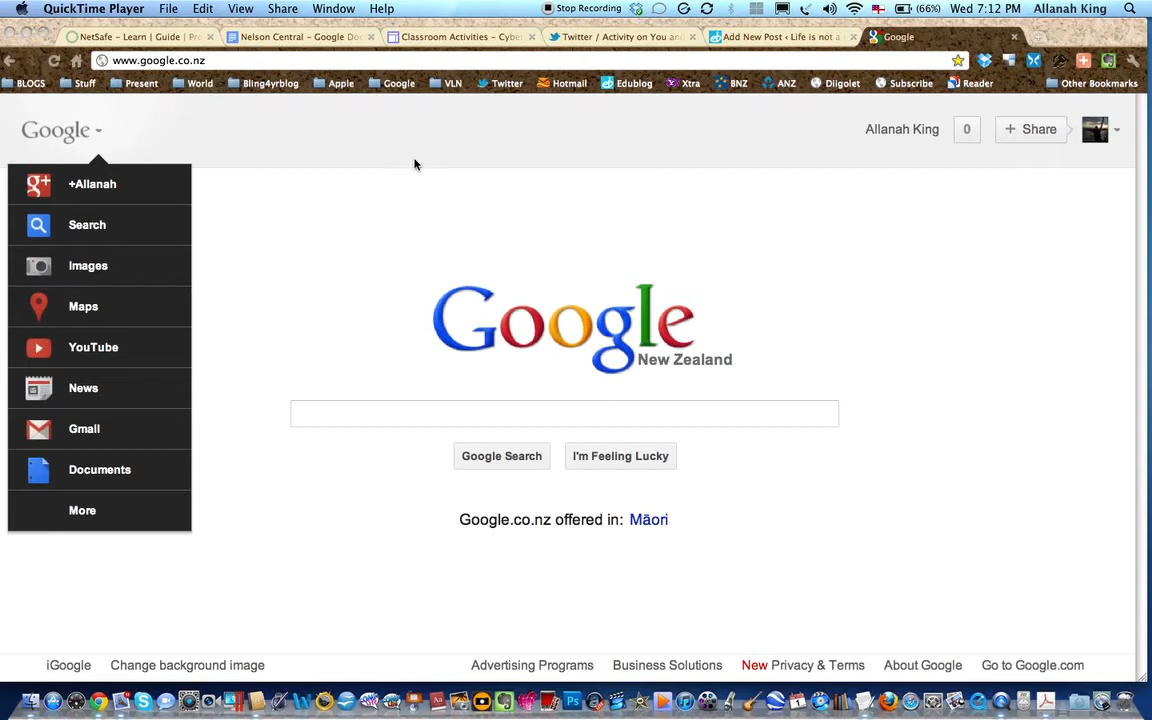 QuickTime Player File Edit View Share Window Help Stop Recording (66%) Wed 7:12 PM Allanah King
NetSafe – Learn | Guide | Pro Nelson Central – Google Do Classroom Activities – Cybe Twitter / Activity on You and Add New Post ‹ Life is not a Google
www.google.co.nz
BLOGS Stuff Present World Bling4yrblog Apple Google VLN Twitter Hotmail Edublog Xtra BNZ ANZ Diigolet Subscribe Reader Other Bookmarks
Google Allanah King 0 + Share
+Allanah
Search
Images
Maps
YouTube
News
Gmail
Documents
More
Google
New Zealand
Google Search I'm Feeling Lucky
Google.co.nz offered in: Māori
iGoogle Change background image Advertising Programs Business Solutions New Privacy & Terms About Google Go to Google.com